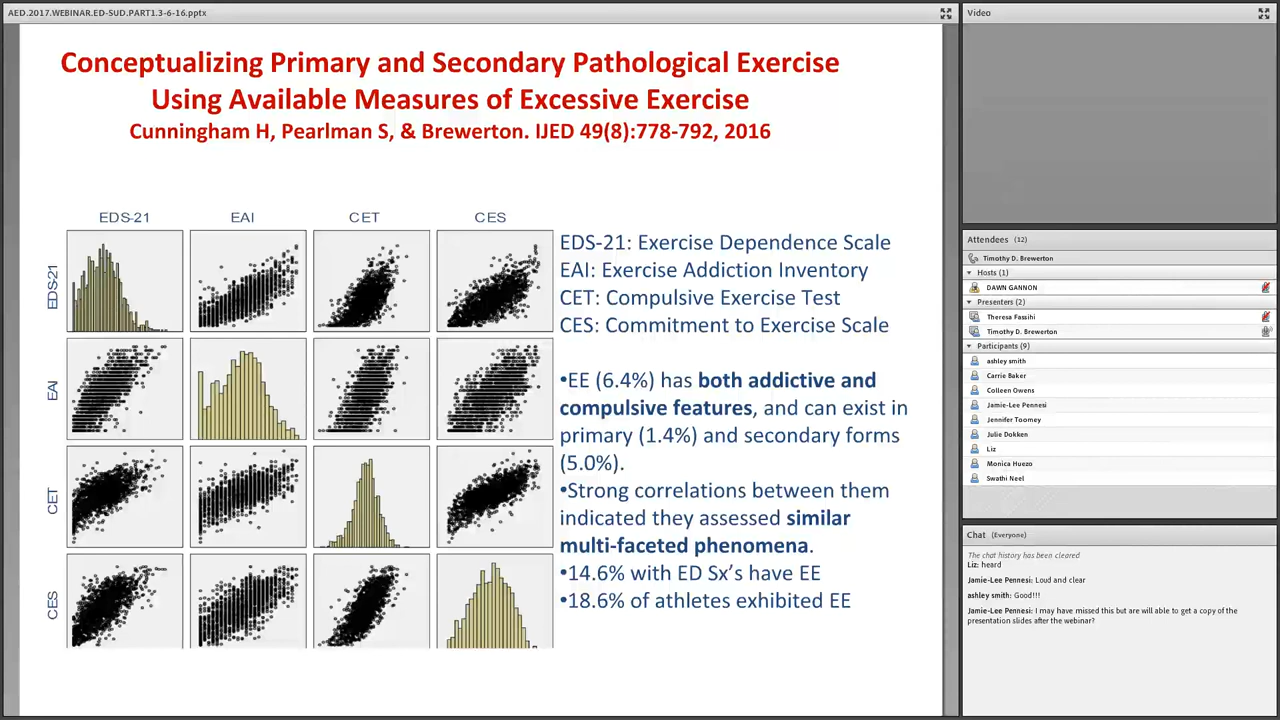 AED.2017.WEBINAR.ED-SUD.PART1.3-6-16.pptx
Conceptualizing Primary and Secondary Pathological Exercise
Using Available Measures of Excessive Exercise
Cunningham H, Pearlman S, & Brewerton. IJED 49(8):778-792, 2016
EDS-21 EAI CET CES
EDS-21
EAI
CET
CES
EDS-21: Exercise Dependence Scale
EAI: Exercise Addiction Inventory
CET: Compulsive Exercise Test
CES: Commitment to Exercise Scale
•EE (6.4%) has both addictive and
compulsive features, and can exist in
primary (1.4%) and secondary forms
(5.0%).
•Strong correlations between them
indicated they assessed similar
multi-faceted phenomena.
•14.6% with ED Sx's have EE
•18.6% of athletes exhibited EE
Video
Attendees (12)
Timothy D. Brewerton
Hosts (1)
DAWN GANNON
Presenters (2)
Theresa Fassihi
Timothy D. Brewerton
Participants (9)
ashley smith
Carrie Baker
Colleen Owens
Jamie-Lee Pennesi
Jennifer Toomey
Julie Dokken
Liz
Monica Huezo
Swathi Neel
Chat (Everyone)
The chat history has been cleared
Liz: heard
Jamie-Lee Pennesi: Loud and clear
ashley smith: Good!!!
Jamie-Lee Pennesi: I may have missed this but are will able to get a copy of the
presentation slides after the webinar?